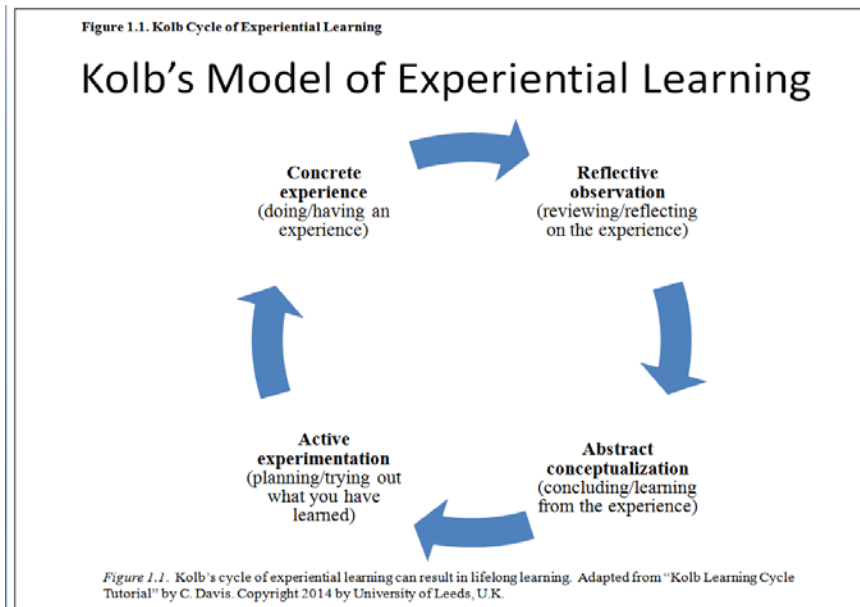 Figure 1.1. Kolb Cycle of Experiential Learning
Kolb's Model of Experiential Learning
Concrete
experience
(doing/having an
experience)
Reflective
observation
(reviewing/reflecting
on the experience)
Abstract
conceptualization
(concluding/learning
from the experience)
Active
experimentation
(planning/trying out
what you have
learned)
Figure 1.1. Kolb's cycle of experiential learning can result in lifelong learning. Adapted from "Kolb Learning Cycle
Tutorial" by C. Davis. Copyright 2014 by University of Leeds, U.K.